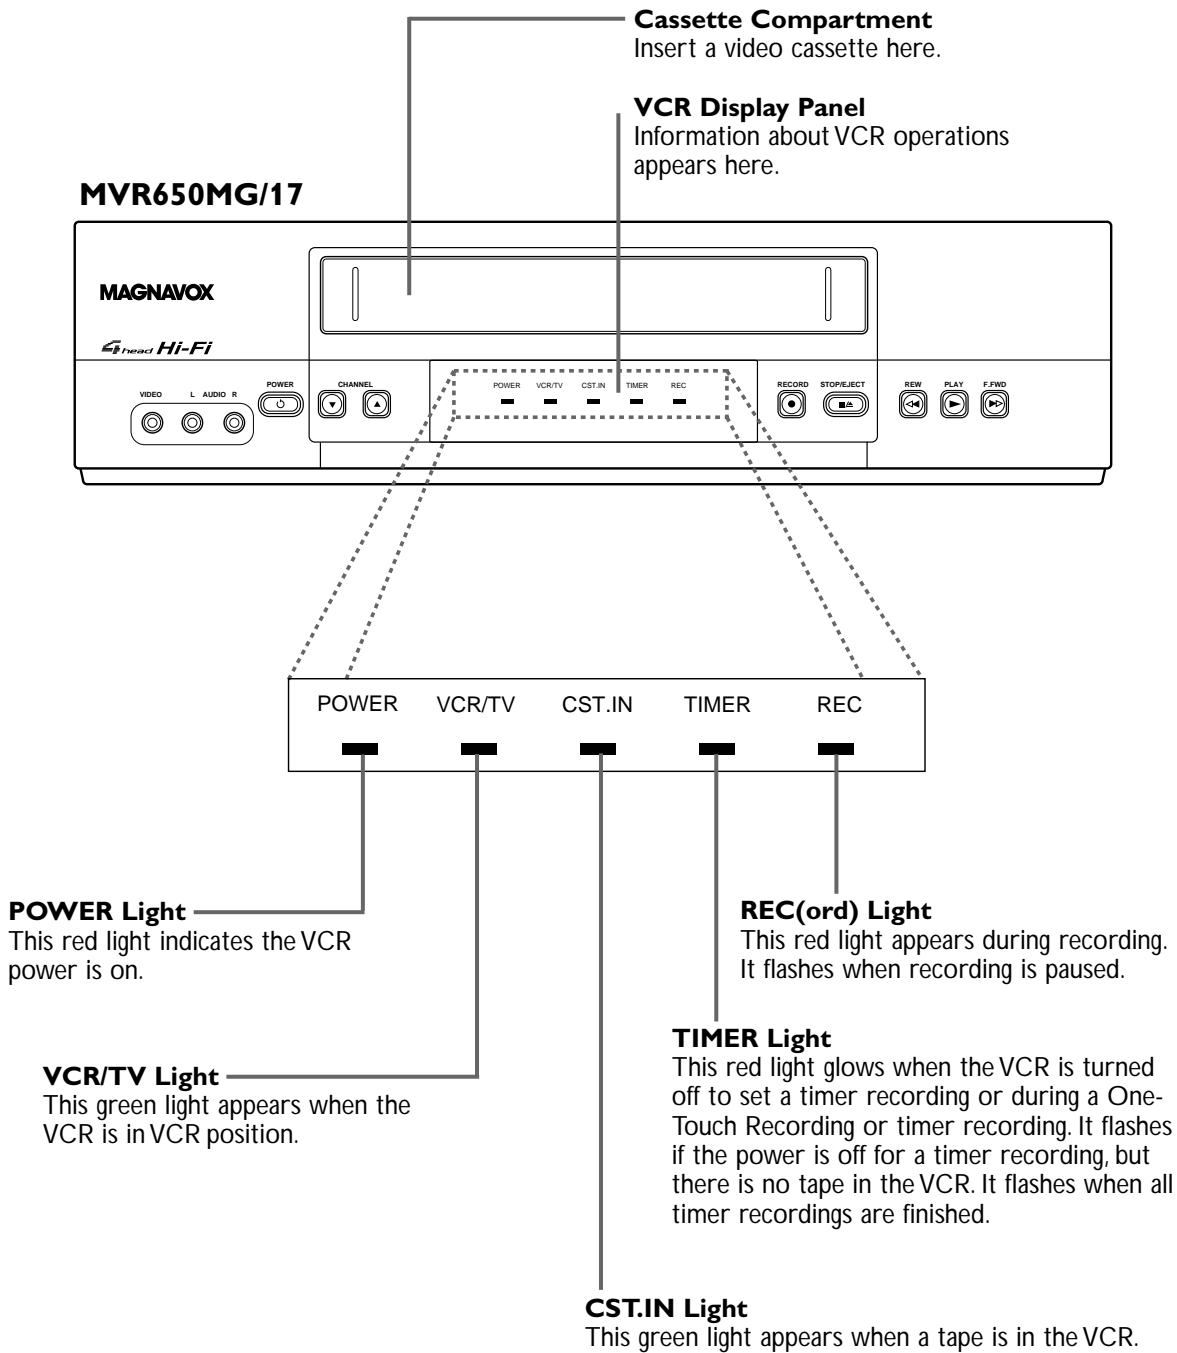 Cassette Compartment
Insert a video cassette here.
VCR Display Panel
Information about VCR operations
appears here.
MVR650MG/17
MAGNAVOX
4 head Hi-Fi
VIDEO L AUDIO R POWER CHANNEL POWER VCR/TV CST.IN TIMER REC RECORD STOP/EJECT REW PLAY F.FWD
POWER VCR/TV CST.IN TIMER REC
POWER Light
This red light indicates the VCR
power is on.
REC(ord) Light
This red light appears during recording.
It flashes when recording is paused.
VCR/TV Light
This green light appears when the
VCR is in VCR position.
TIMER Light
This red light glows when the VCR is turned
off to set a timer recording or during a One-
Touch Recording or timer recording. It flashes
if the power is off for a timer recording, but
there is no tape in the VCR. It flashes when all
timer recordings are finished.
CST.IN Light
This green light appears when a tape is in the VCR.